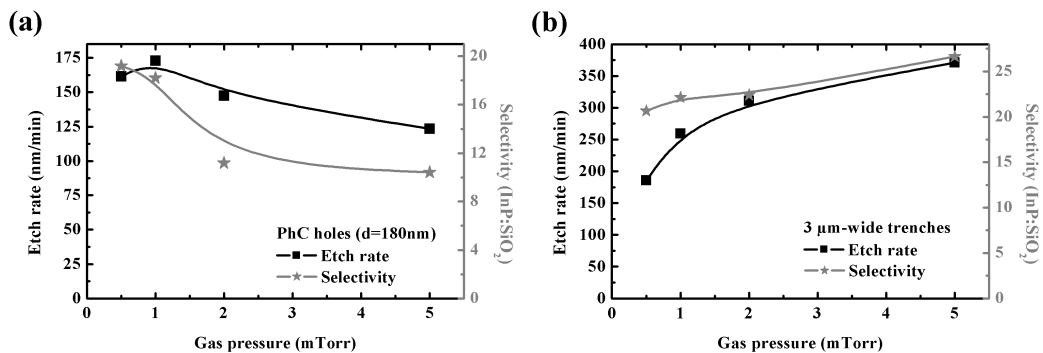 (a)
175
150
125
100
75
50
25
0
Etch rate (nm/min)
20
16
12
8
4
0
Selectivity (InP:SiO2)
PhC holes (d=180nm)
Etch rate
Selectivity
0 1 2 3 4 5
Gas pressure (mTorr)
(b)
400
350
300
250
200
150
100
50
0
Etch rate (nm/min)
25
20
15
10
5
0
Selectivity (InP:SiO2)
3 µm-wide trenches
Etch rate
Selectivity
0 1 2 3 4 5
Gas pressure (mTorr)